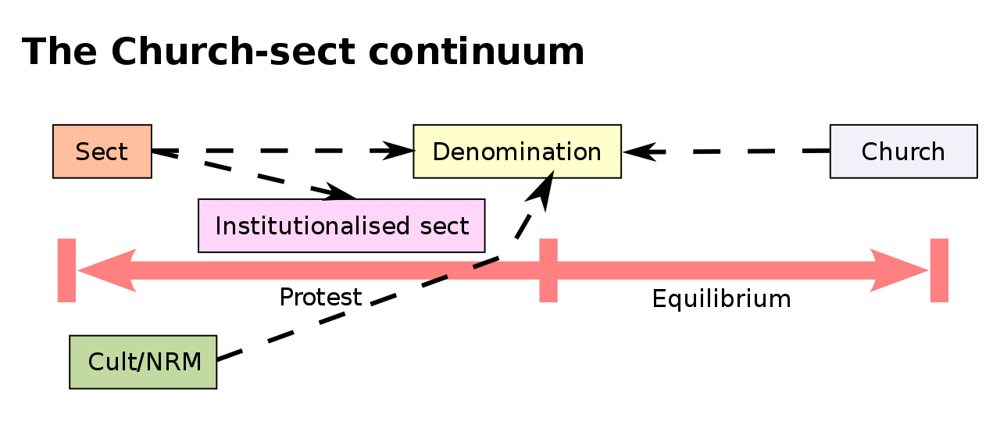 The Church-sect continuum
Sect
Denomination
Church
Institutionalised sect
Protest
Equilibrium
Cult/NRM